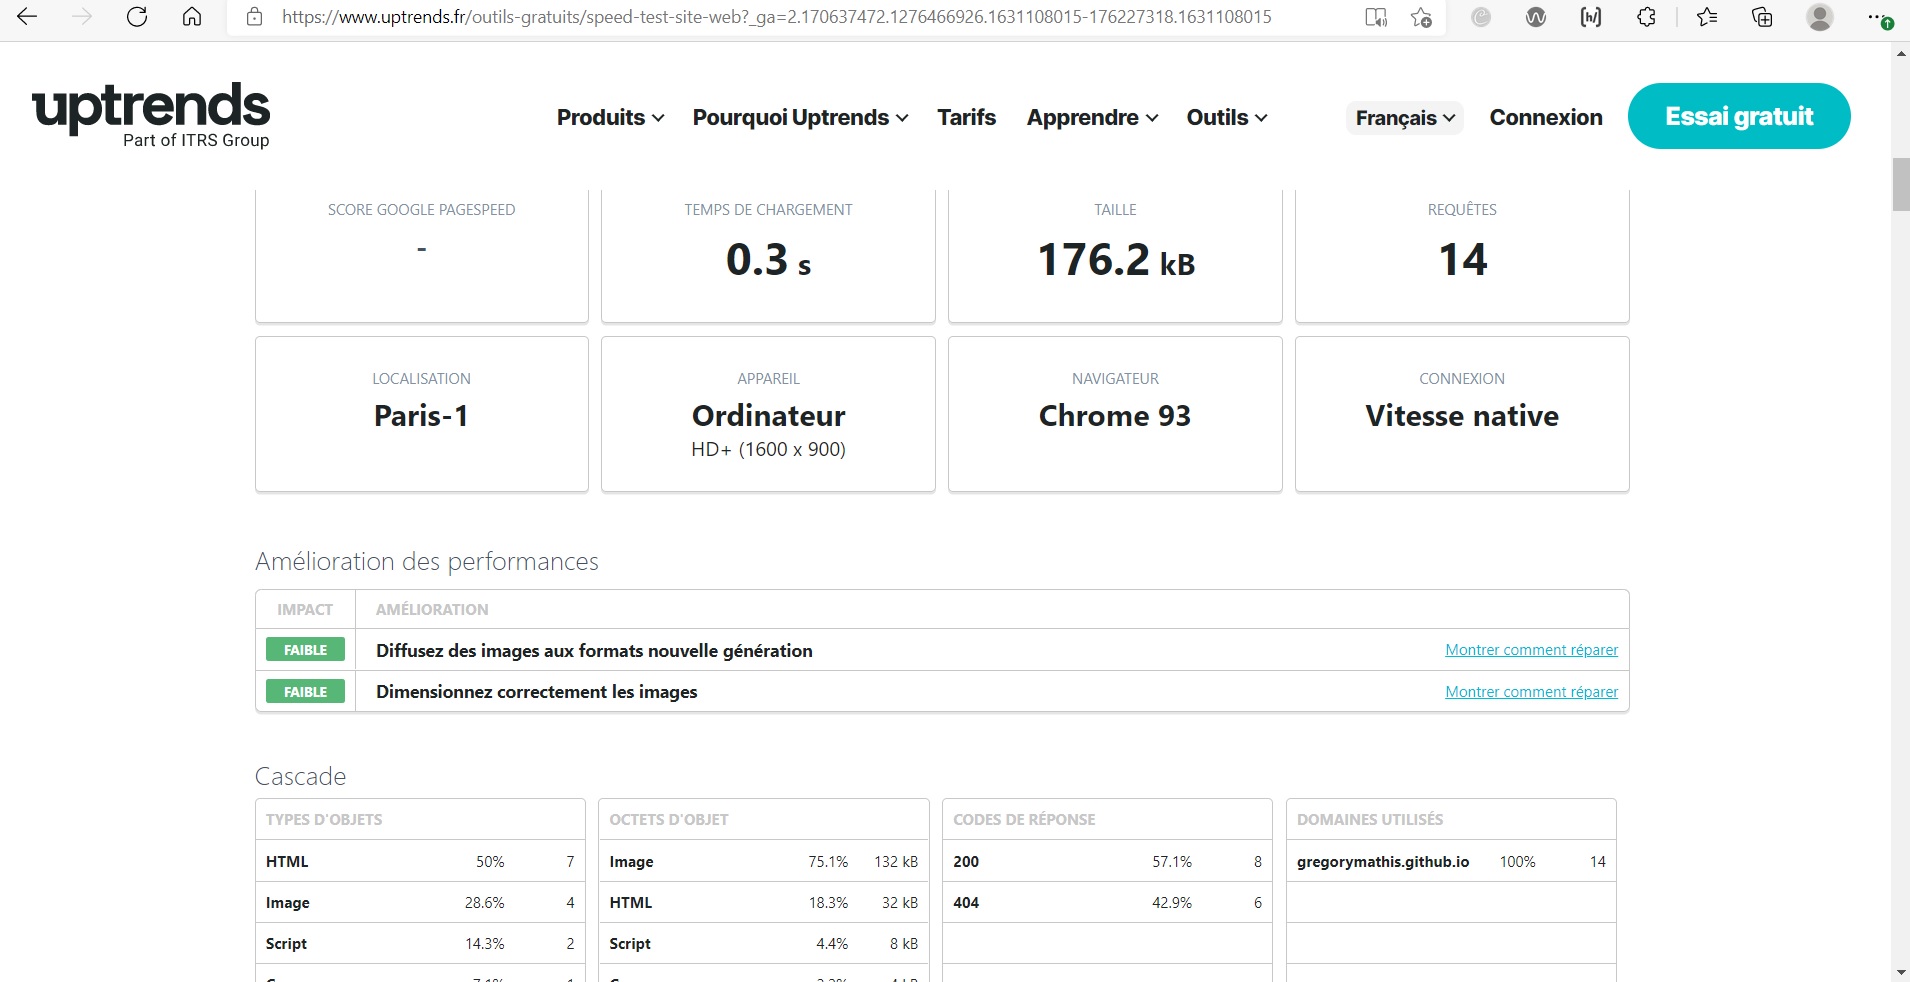 https://www.uptrends.fr/outils-gratuits/speed-test-site-web?_ga=2.170637472.1276466926.1631108015-176227318.1631108015
uptrends
Part of ITRS Group
Produits Pourquoi Uptrends Tarifs Apprendre Outils Français Connexion Essai gratuit
SCORE GOOGLE PAGESPEED TEMPS DE CHARGEMENT TAILLE REQUÊTES
- 0.3 s 176.2 kB 14
LOCALISATION APPAREIL NAVIGATEUR CONNEXION
Paris-1 Ordinateur Chrome 93 Vitesse native
HD+ (1600 x 900)
Amélioration des performances
IMPACT AMÉLIORATION
FAIBLE Diffusez des images aux formats nouvelle génération Montrer comment réparer
FAIBLE Dimensionnez correctement les images Montrer comment réparer
Cascade
TYPES D'OBJETS OCTETS D'OBJET CODES DE RÉPONSE DOMAINES UTILISÉS
HTML 50% 7 Image 75.1% 132 kB 200 57.1% 8 gregorymathis.github.io 100% 14
Image 28.6% 4 HTML 18.3% 32 kB 404 42.9% 6
Script 14.3% 2 Script 4.4% 8 kB